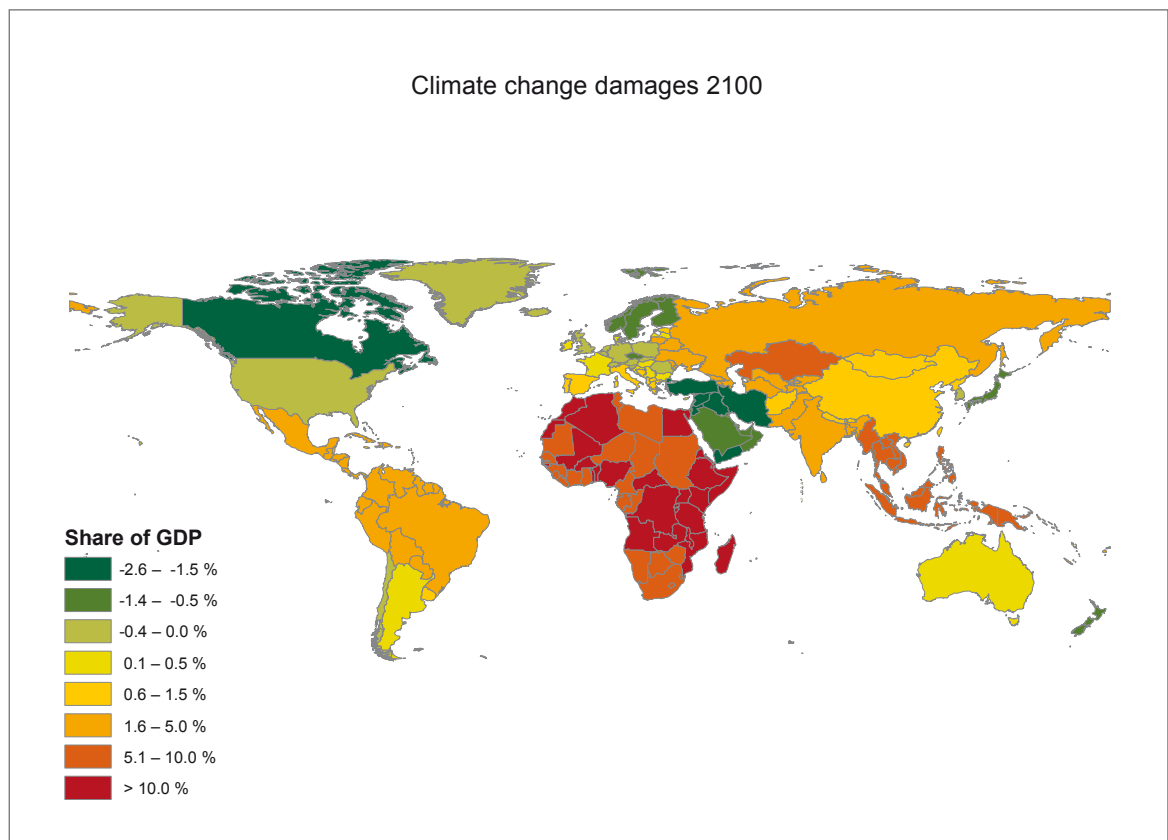 Climate change damages 2100
Share of GDP
-2.6 – -1.5 %
-1.4 – -0.5 %
-0.4 – 0.0 %
0.1 – 0.5 %
0.6 – 1.5 %
1.6 – 5.0 %
5.1 – 10.0 %
> 10.0 %